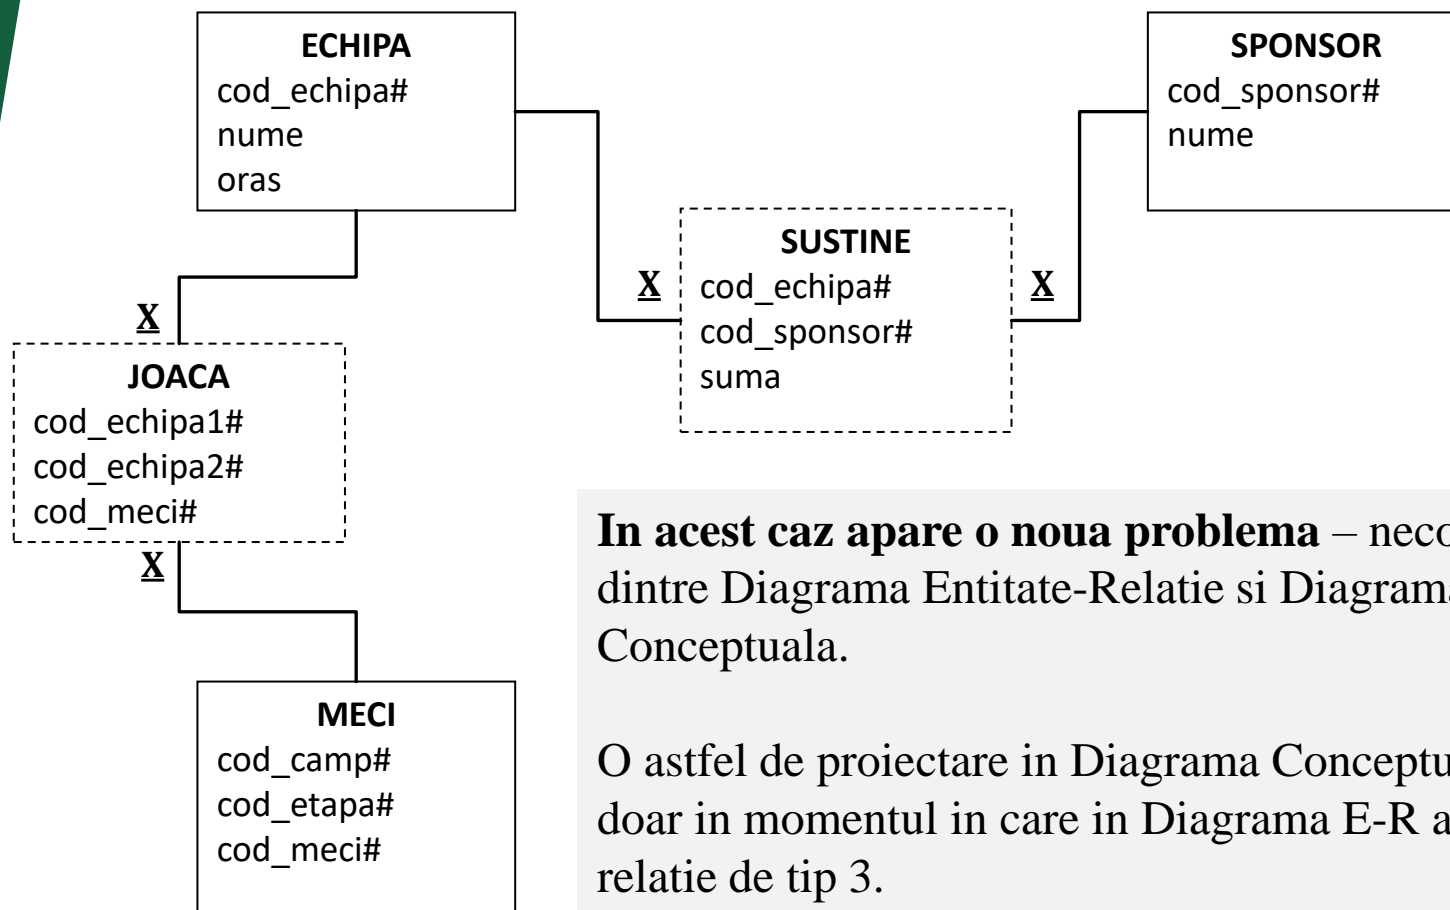 ECHIPA
cod_echipa#
nume
oras
SPONSOR
cod_sponsor#
nume
SUSTINE
cod_echipa#
cod_sponsor#
suma
X
X
X
JOACA
cod_echipa1#
cod_echipa2#
cod_meci#
X
MECI
cod_camp#
cod_etapa#
cod_meci#
In acest caz apare o noua problema –
dintre Diagrama Entitate-Relatie si
Conceptuala.
O astfel de proiectare in Diagrama
doar in momentul in care in Diagrama E-R
relatie de tip 3.